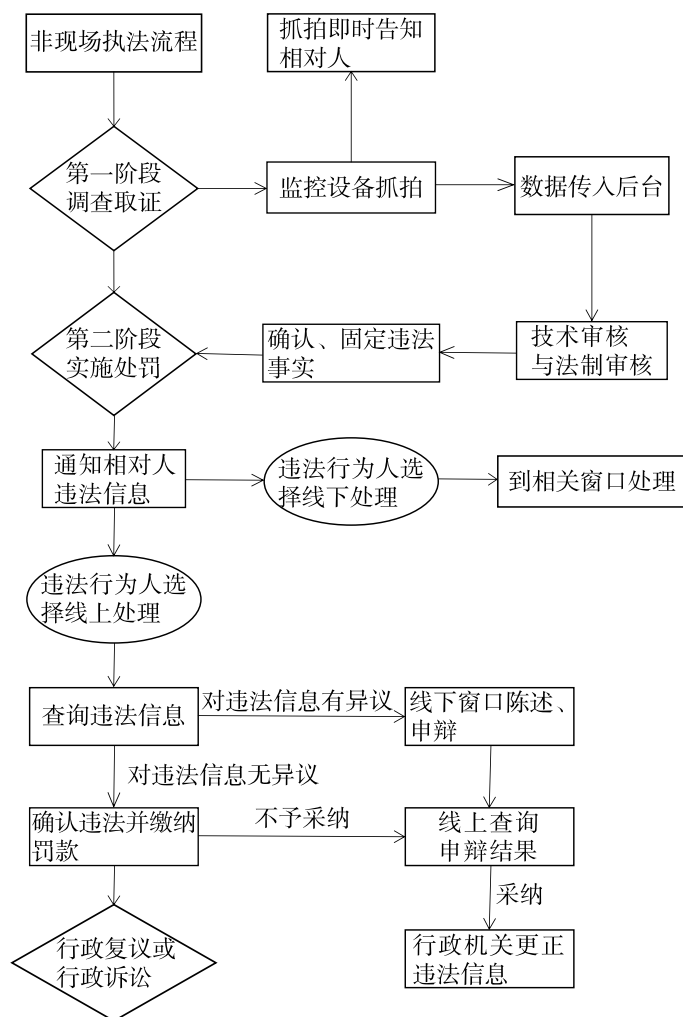 非现场执法流程
抓拍即时告知
相对人
第一阶段
调查取证
监控设备抓拍
数据传入后台
第二阶段
实施处罚
确认、固定违法
事实
技术审核
与法制审核
通知相对人
违法信息
违法行为人选
择线下处理
到相关窗口处理
违法行为人选
择线上处理
查询违法信息
对违法信息有异议
线下窗口陈述、
申辩
对违法信息无异议
确认违法并缴纳
罚款
不予采纳
线上查询
申辩结果
采纳
行政复议或
行政诉讼
行政机关更正
违法信息